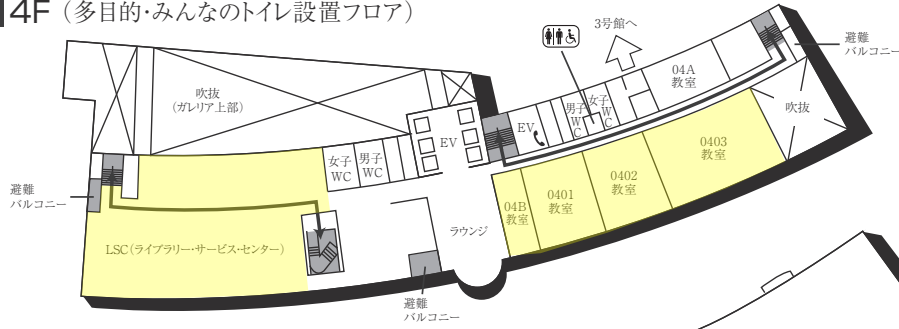 4F（多目的・みんなのトイレ設置フロア）
3号館へ
避難
バルコニー
吹抜
（ガレリア上部）
04A
教室
男子
WC
女子
WC
EV
吹抜
EV
0403
教室
女子
WC
男子
WC
0402
教室
0401
教室
04B
教室
避難
バルコニー
ラウンジ
LSC（ライブラリー・サービス・センター）
避難
バルコニー